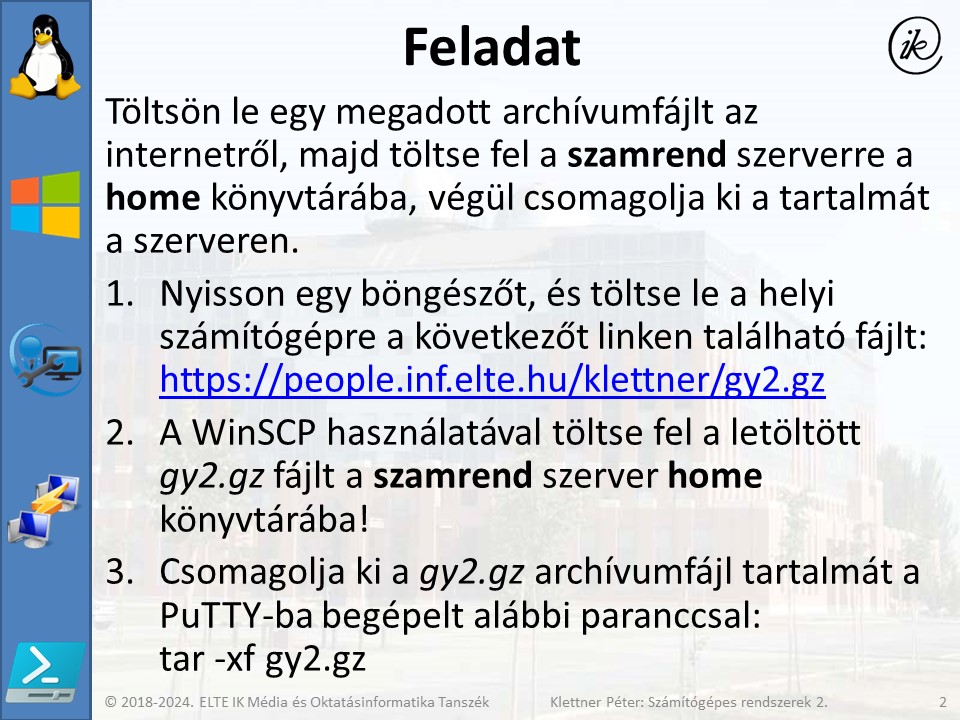 Feladat
ik
Töltsön le egy megadott archívumfájlt az
internetről, majd töltse fel a szamrend szerverre a
home könyvtárába, végül csomagolja ki a tartalmát
a szerveren.
1. Nyisson egy böngészőt, és töltse le a helyi
számítógépre a következőt linken található fájlt:
https://people.inf.elte.hu/klettner/gy2.gz
2. A WinSCP használatával töltse fel a letöltött
gy2.gz fájlt a szamrend szerver home
könyvtárába!
3. Csomagolja ki a gy2.gz archívumfájl tartalmát a
PuTTY-ba begépelt alábbi paranccsal:
tar -xf gy2.gz
© 2018-2024. ELTE IK Média és Oktatásinformatika Tanszék Klettner Péter: Számítógépes rendszerek 2. 2